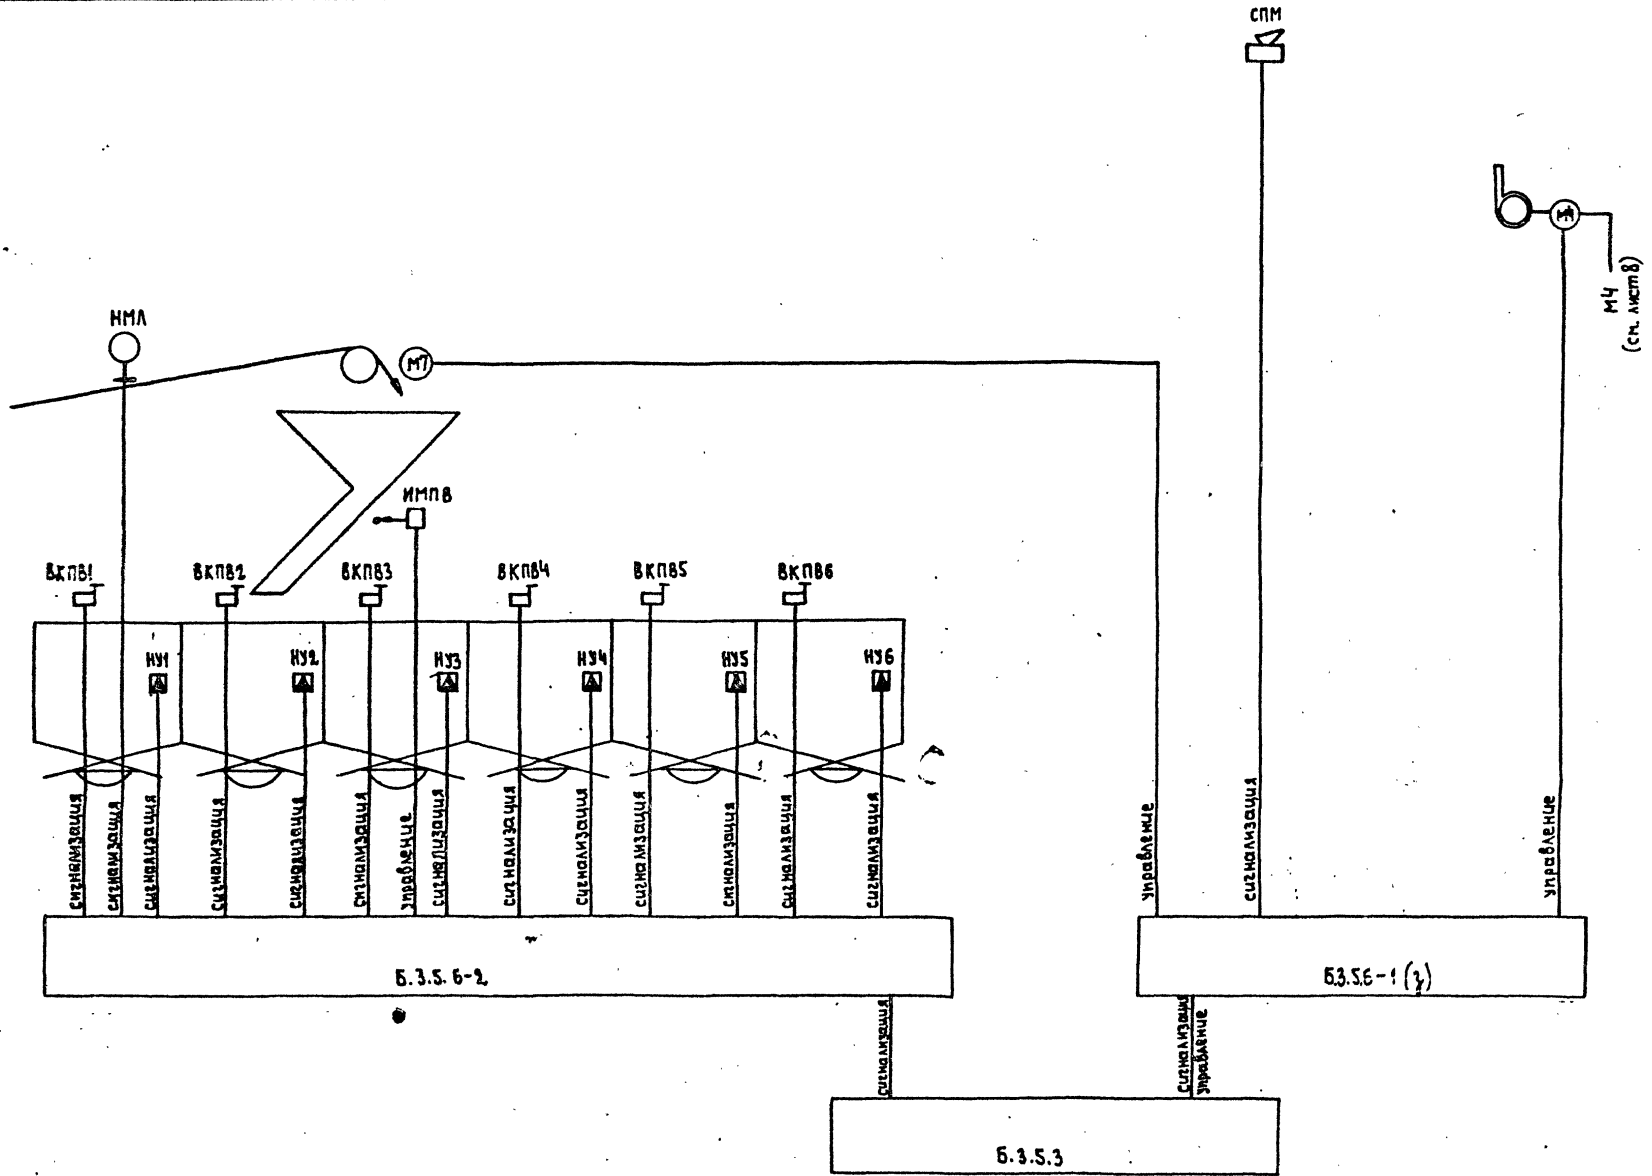 СПМ
М4
(см. лист 8)
НМЛ
М7
ИМПВ
ВКПВ1
ВКПВ2
ВКПВ3
ВКПВ4
ВКПВ5
ВКПВ6
НУ1
НУ2
НУ3
НУ4
НУ5
НУ6
сигнализация
сигнализация
сигнализация
сигнализация
сигнализация
сигнализация
управление
сигнализация
сигнализация
сигнализация
сигнализация
сигнализация
сигнализация
сигнализация
управление
сигнализация
управление
Б.3.5.6-2
Б.3.5.6-1
сигнализация
сигнализация
управление
Б.3.5.3